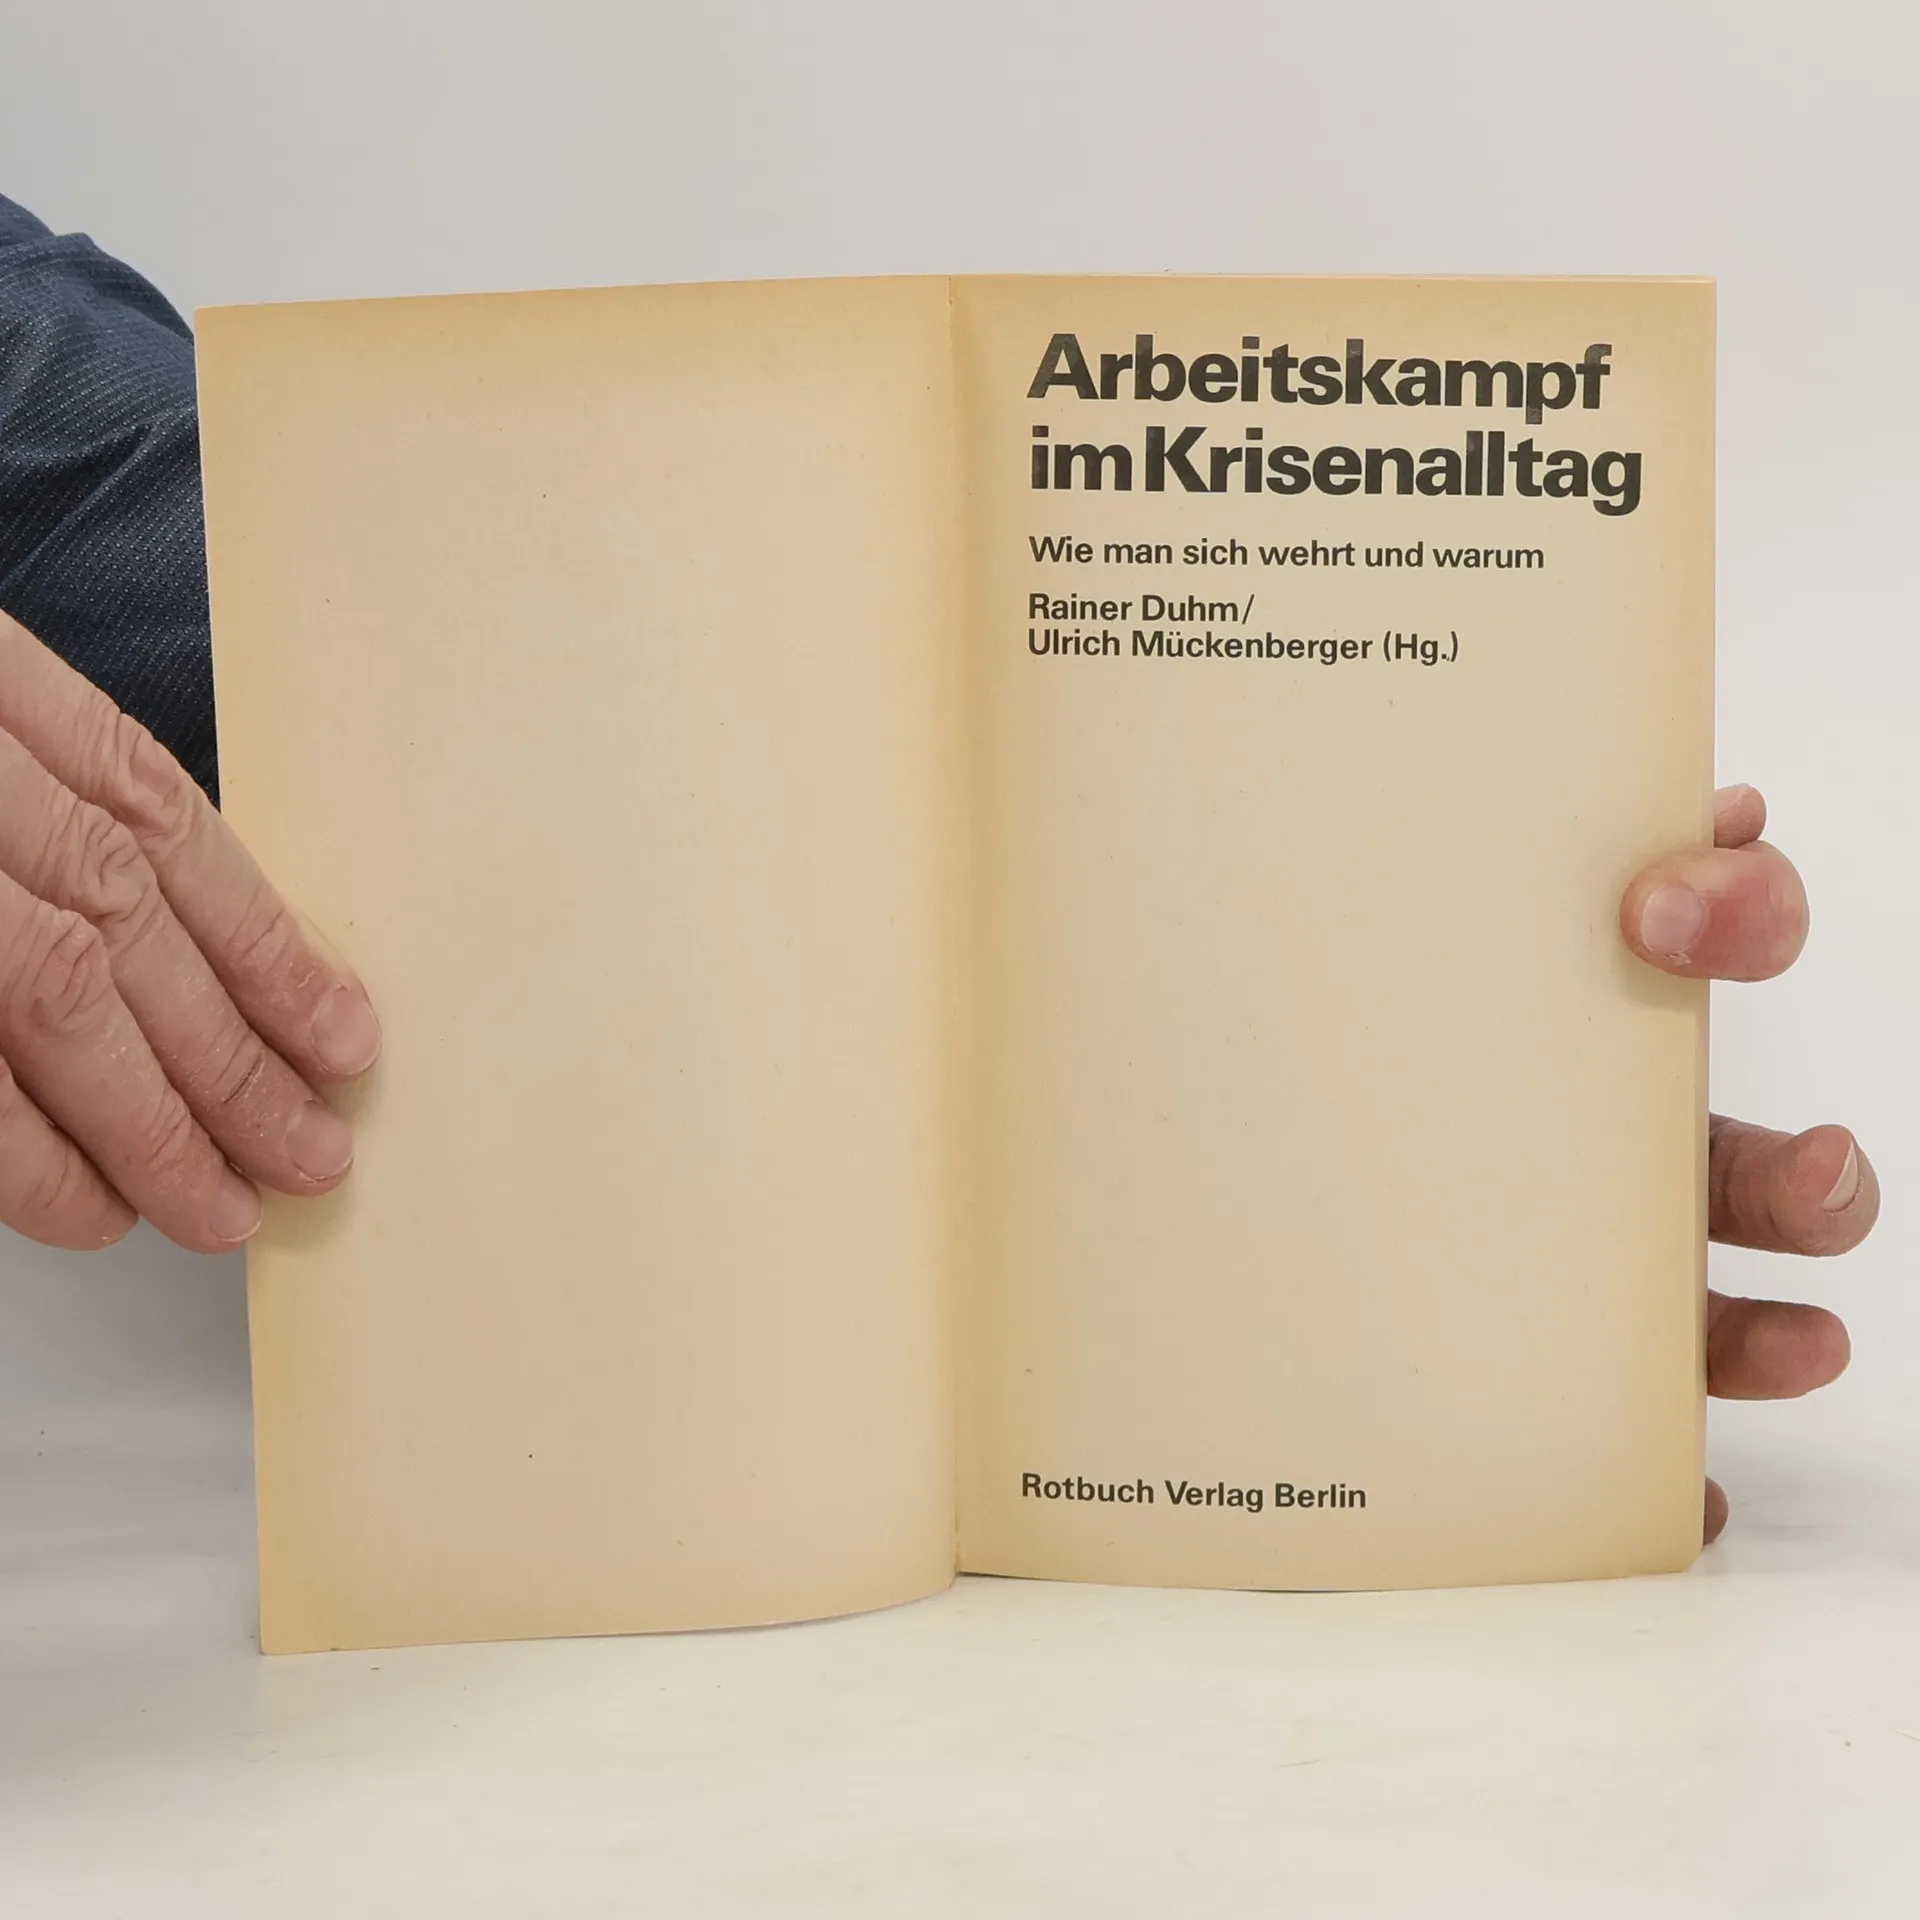 Arbeitskampf
im Krisenalltag
Wie man sich wehrt und warum
Rainer Duhm/
Ulrich Mückenberger (Hg.)
Rotbuch Verlag Berlin